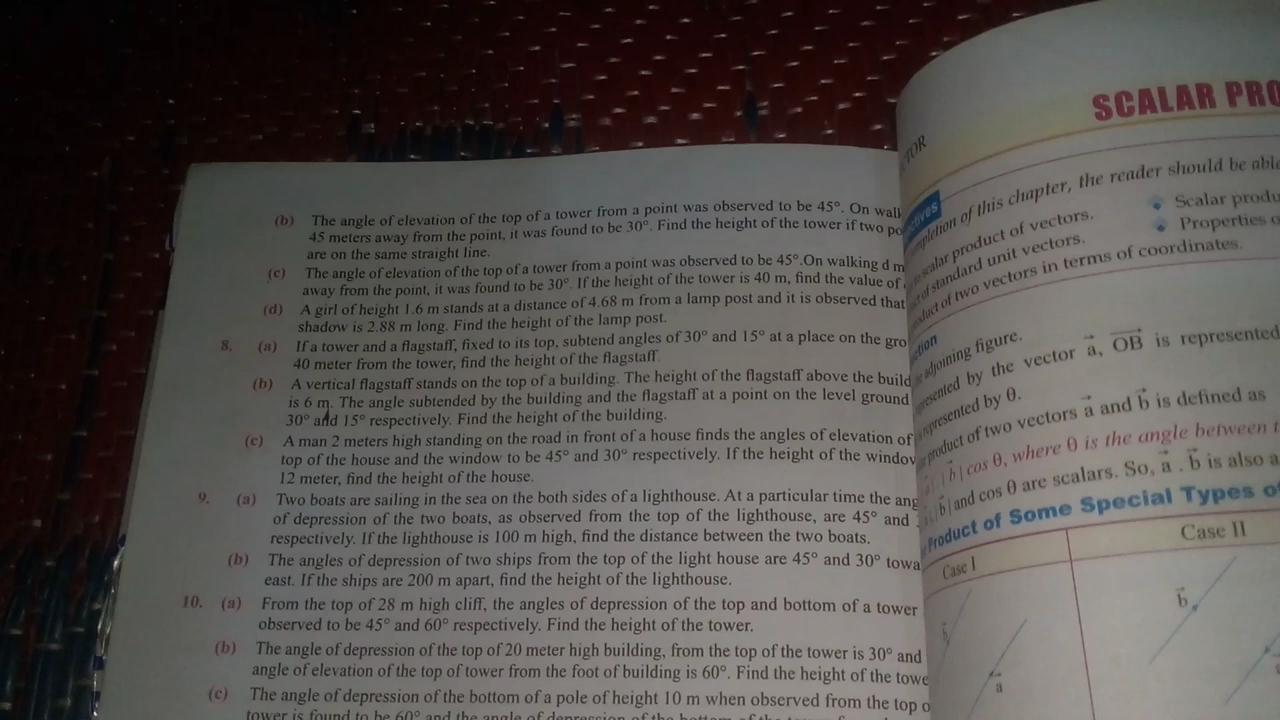 (b) The angle of elevation of the top of a tower from a point was observed to be 45°. On
45 meters away from the point, it was found to be 30°. Find the height of the tower if two
are on the same straight line.
(c) The angle of elevation of the top of a tower from a point was observed to be 45°.On walking d m
away from the point, it was found to be 30°. If the height of the tower is 40 m, find the value of
(d) A girl of height 1.6 m stands at a distance of 4.68 m from a lamp post and it is observed that
shadow is 2.88 m long. Find the height of the lamp post.
8. (a) If a tower and a flagstaff, fixed to its top, subtend angles of 30° and 15° at a place on the
40 meter from the tower, find the height of the flagstaff.
(b) A vertical flagstaff stands on the top of a building. The height of the flagstaff above the
is 6 m. The angle subtended by the building and the flagstaff at a point on the level ground
30° and 15° respectively. Find the height of the building.
(c) A man 2 meters high standing on the road in front of a house finds the angles of elevation of
top of the house and the window to be 45° and 30° respectively. If the height of the
12 meter, find the height of the house.
9. (a) Two boats are sailing in the sea on the both sides of a lighthouse. At a particular time the
of depression of the two boats, as observed from the top of the lighthouse, are 45° and
respectively. If the lighthouse is 100 m high, find the distance between the two boats.
(b) The angles of depression of two ships from the top of the light house are 45° and 30°
east. If the ships are 200 m apart, find the height of the lighthouse.
10. (a) From the top of 28 m high cliff, the angles of depression of the top and bottom of a tower
observed to be 45° and 60° respectively. Find the height of the tower.
(b) The angle of depression of the top of 20 meter high building, from the top of the tower is 30° and
angle of elevation of the top of tower from the foot of building is 60°. Find the height of the
(c) The angle of depression of the bottom of a pole of height 10 m when observed from the top
tower is found to be 60° and the angle of depression of the bottom of the
SCALAR
of this chapter, the reader should be
Scalar
scalar product of vectors.
Properties
of standard unit vectors.
of two vectors in terms of coordinates.
adjoining figure.
by the vector a⃗, OB⃗ is represented
represented by θ.
product of two vectors a⃗ and b⃗ is defined as
|b⃗| cos θ, where θ is the angle between
|b⃗| and cos θ are scalars. So, a⃗ . b⃗ is also a
Product of Some Special Types
Case I Case II
b⃗
b⃗
a⃗